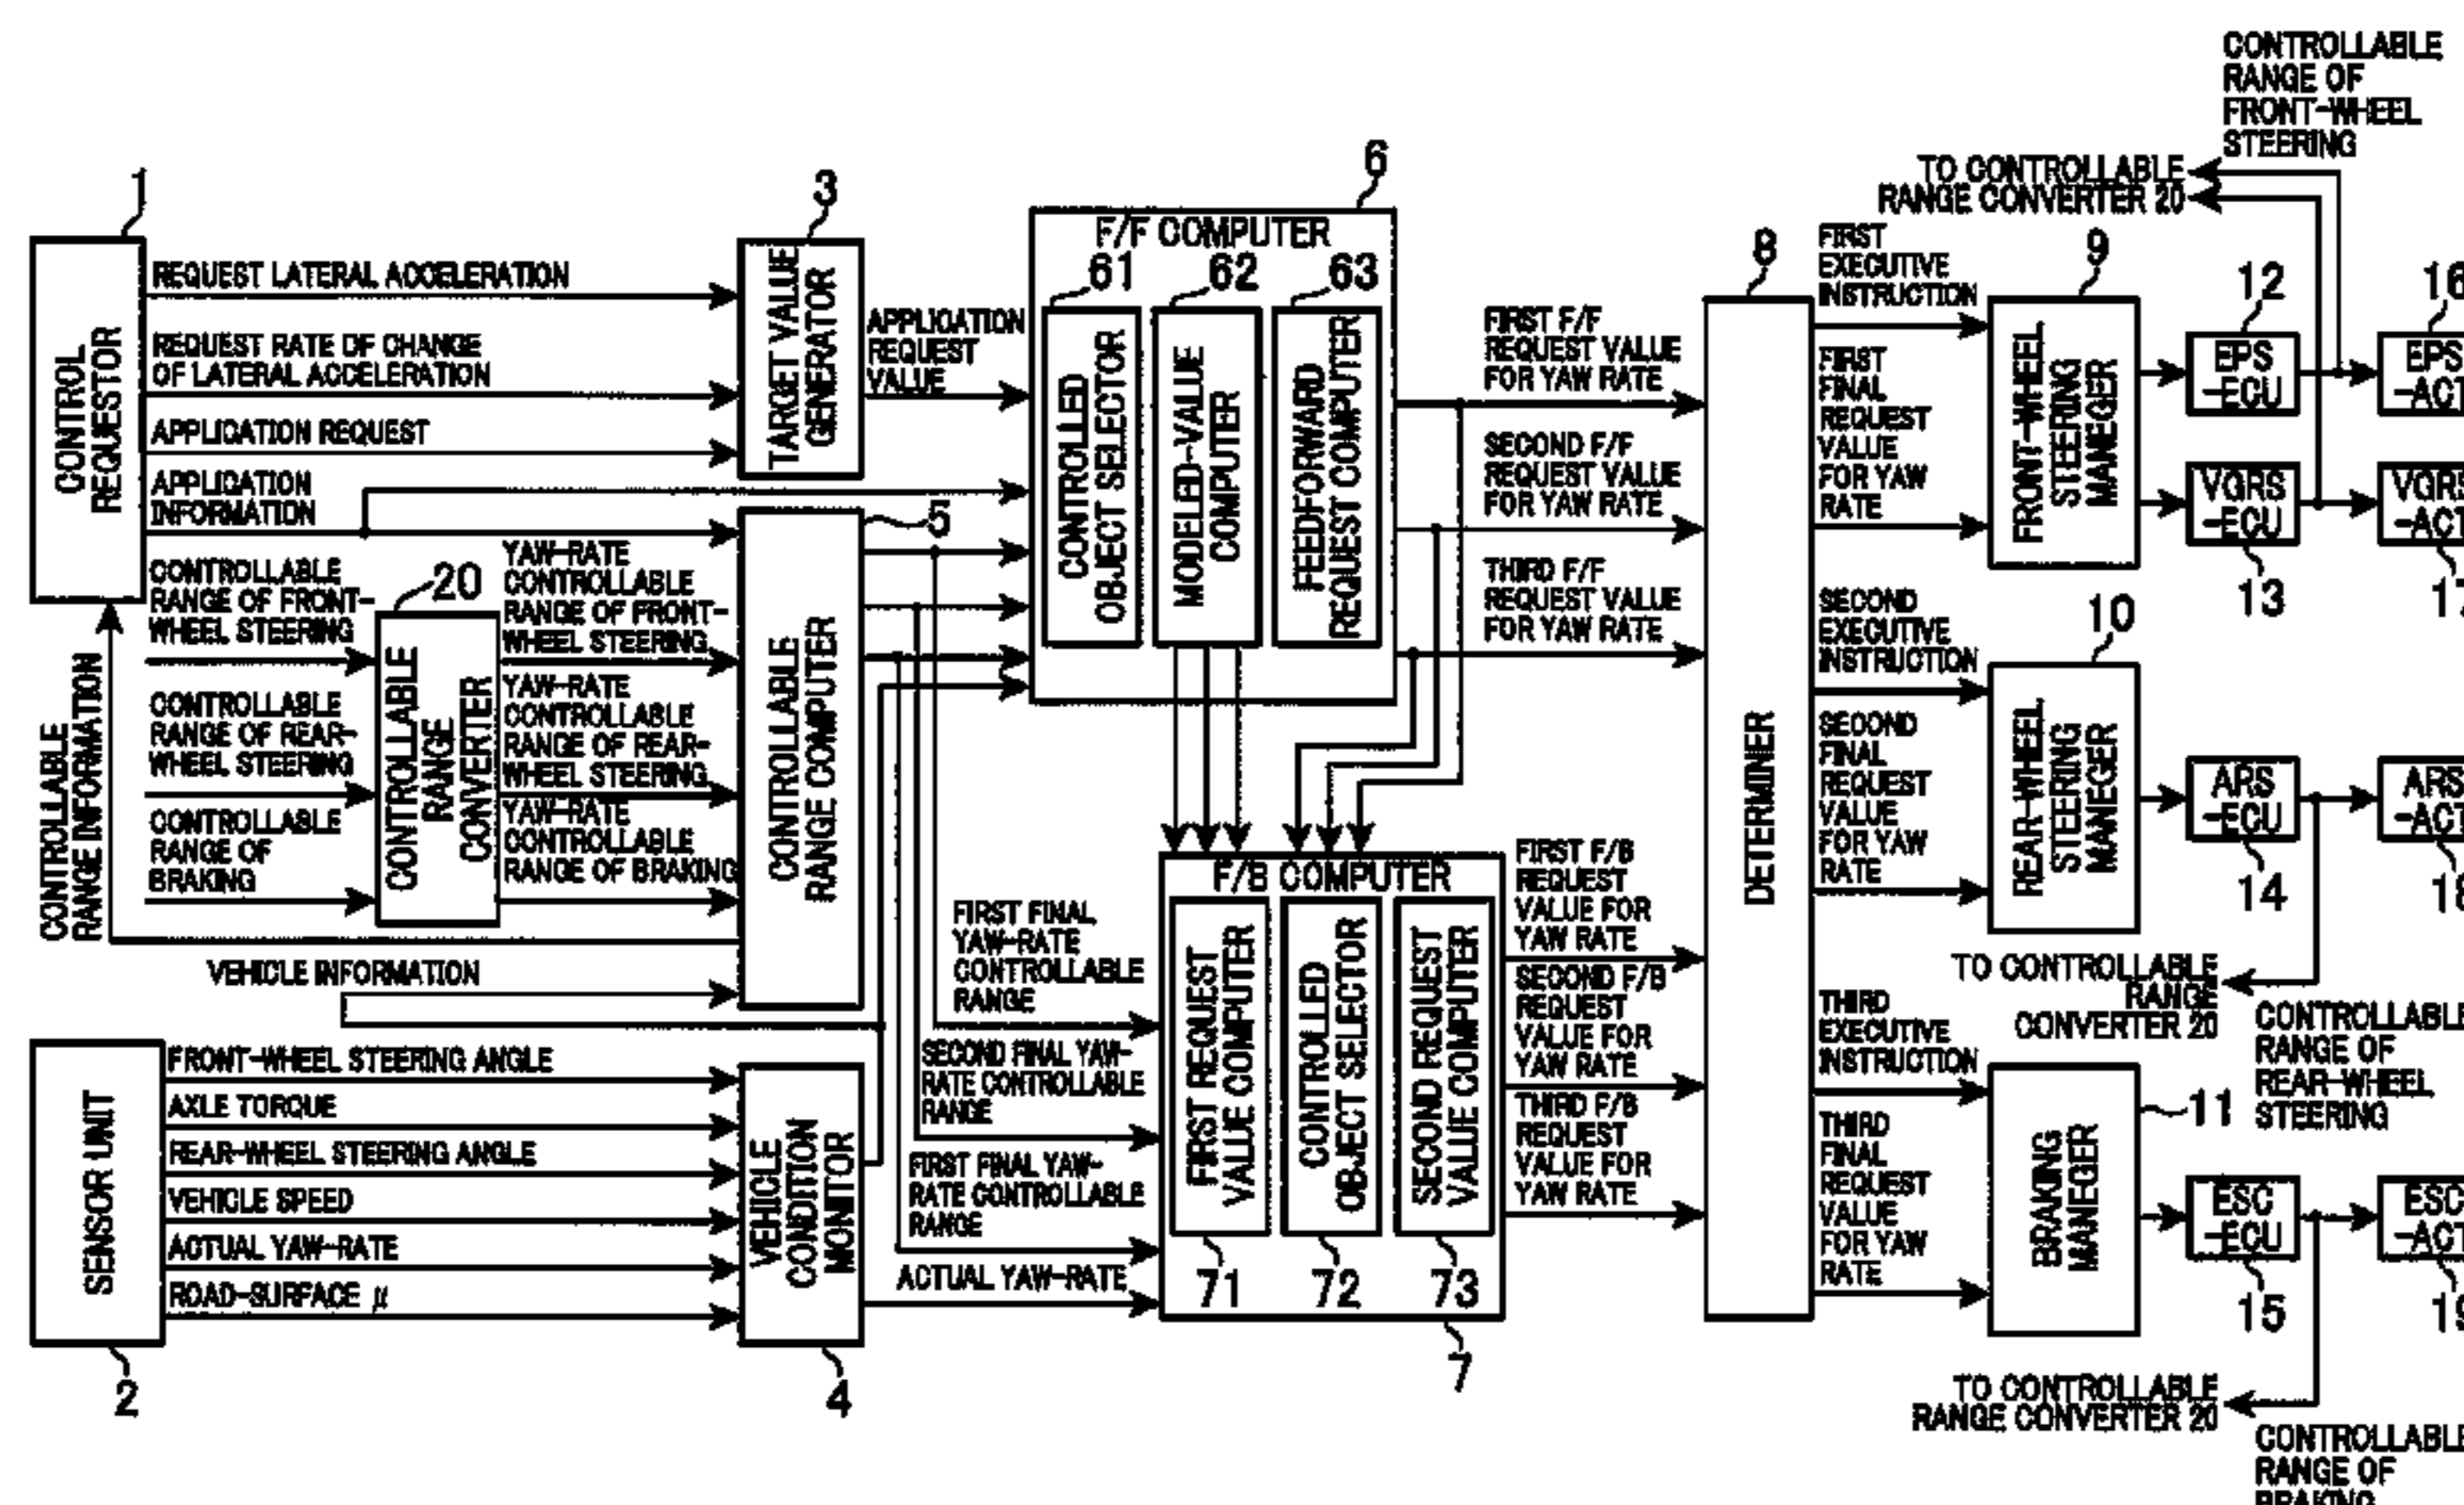 1
CONTROL
REQUESTOR
REQUEST LATERAL ACCELERATION
REQUEST RATE OF CHANGE
OF LATERAL ACCELERATION
APPLICATION REQUEST
APPLICATION
INFORMATION
CONTROLLABLE
RANGE OF FRONT-
WHEEL STEERING
CONTROLLABLE
RANGE OF REAR-
WHEEL STEERING
CONTROLLABLE
RANGE OF
BRAKING
CONTROLLABLE
RANGE INFORMATION
20
CONTROLLABLE
RANGE
CONVERTER
YAW-RATE
CONTROLLABLE
RANGE OF FRONT-
WHEEL STEERING
YAW-RATE
CONTROLLABLE
RANGE OF REAR-
WHEEL STEERING
YAW-RATE
CONTROLLABLE
RANGE OF BRAKING
VEHICLE INFORMATION
2
SENSOR UNIT
FRONT-WHEEL STEERING ANGLE
AXLE TORQUE
REAR-WHEEL STEERING ANGLE
VEHICLE SPEED
ACTUAL YAW-RATE
ROAD-SURFACE μ
3
TARGET VALUE
GENERATOR
APPLICATION
REQUEST
VALUE
5
CONTROLLABLE
RANGE COMPUTER
4
VEHICLE
CONDITION
MONITOR
6
F/F COMPUTER
61
CONTROLLED
OBJECT SELECTOR
62
MODELED-VALUE
COMPUTER
63
FEEDFORWARD
REQUEST COMPUTER
FIRST FINAL
YAW-RATE
CONTROLLABLE
RANGE
SECOND FINAL YAW-
RATE CONTROLLABLE
RANGE
FIRST FINAL YAW-
RATE CONTROLLABLE
RANGE
ACTUAL YAW-RATE
F/B COMPUTER
FIRST REQUEST
VALUE COMPUTER
71
CONTROLLED
OBJECT SELECTOR
72
SECOND REQUEST
VALUE COMPUTER
73
7
FIRST F/F
REQUEST VALUE
FOR YAW RATE
SECOND F/F
REQUEST VALUE
FOR YAW RATE
THIRD F/F
REQUEST VALUE
FOR YAW RATE
FIRST F/B
REQUEST
VALUE FOR
YAW RATE
SECOND F/B
REQUEST
VALUE FOR
YAW RATE
THIRD F/B
REQUEST
VALUE FOR
YAW RATE
8
DETERMINER
FIRST
EXECUTIVE
INSTRUCTION
FIRST
FINAL
REQUEST
VALUE
FOR YAW
RATE
SECOND
EXECUTIVE
INSTRUCTION
SECOND
FINAL
REQUEST
VALUE
FOR YAW
RATE
THIRD
EXECUTIVE
INSTRUCTION
THIRD
FINAL
REQUEST
VALUE
FOR YAW
RATE
CONTROLLABLE
RANGE OF
FRONT-WHEEL
STEERING
TO CONTROLLABLE
RANGE CONVERTER 20
9
FRONT-WHEEL
STEERING
MANEGER
12
EPS
-ECU
16
EPS
-ACT
VGRS
-ECU
13
VGRS
-ACT
10
REAR-WHEEL
STEERING
MANEGER
ARS
-ECU
14
ARS
-ACT
TO CONTROLLABLE
RANGE
CONVERTER 20
CONTROLLABLE
RANGE OF
REAR-WHEEL
STEERING
11
BRAKING
MANEGER
ESC
-ECU
15
ESC
-ACT
TO CONTROLLABLE
RANGE CONVERTER 20
CONTROLLABLE
RANGE OF
BRAKING